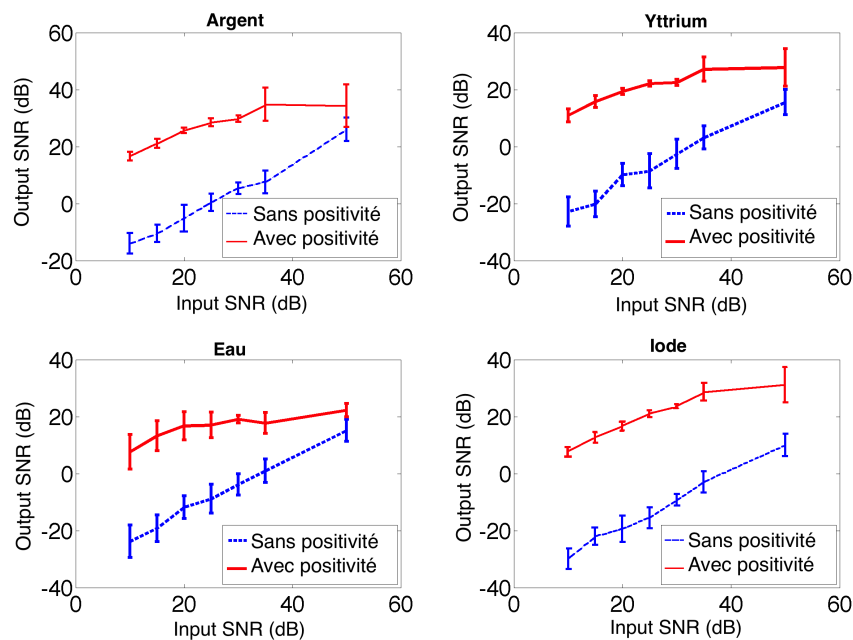 Argent
60
40
20
0
-20
0
20
40
60
Output SNR (dB)
Input SNR (dB)
Sans positivité
Avec positivité
Yttrium
40
20
0
-20
-40
0
20
40
60
Output SNR (dB)
Input SNR (dB)
Sans positivité
Avec positivité
Eau
40
20
0
-20
-40
0
20
40
60
Output SNR (dB)
Input SNR (dB)
Sans positivité
Avec positivité
Iode
40
20
0
-20
-40
0
20
40
60
Output SNR (dB)
Input SNR (dB)
Sans positivité
Avec positivité